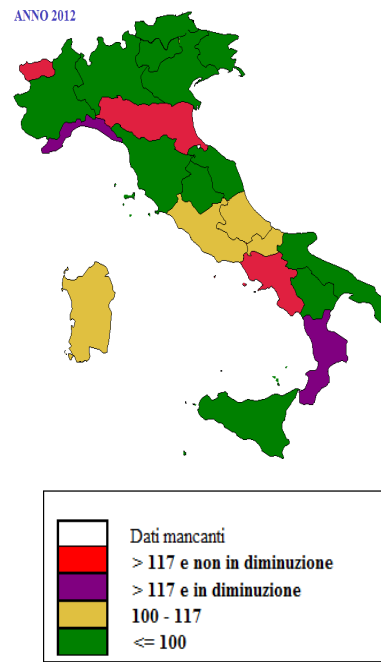 ANNO 2012
Dati mancanti
> 117 e non in diminuzione
> 117 e in diminuzione
100 - 117
<= 100